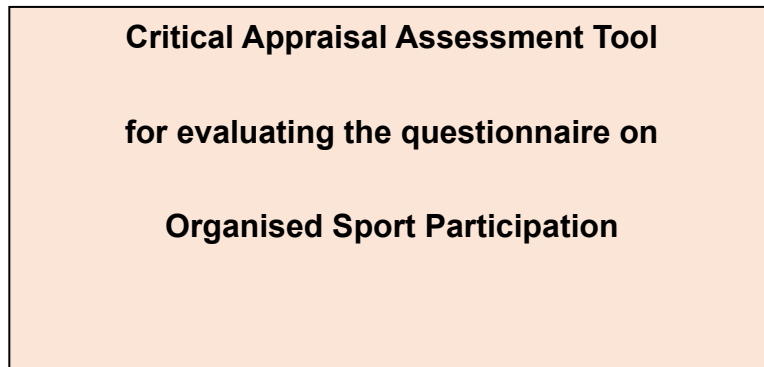 Critical Appraisal Assessment Tool
for evaluating the questionnaire on
Organised Sport Participation